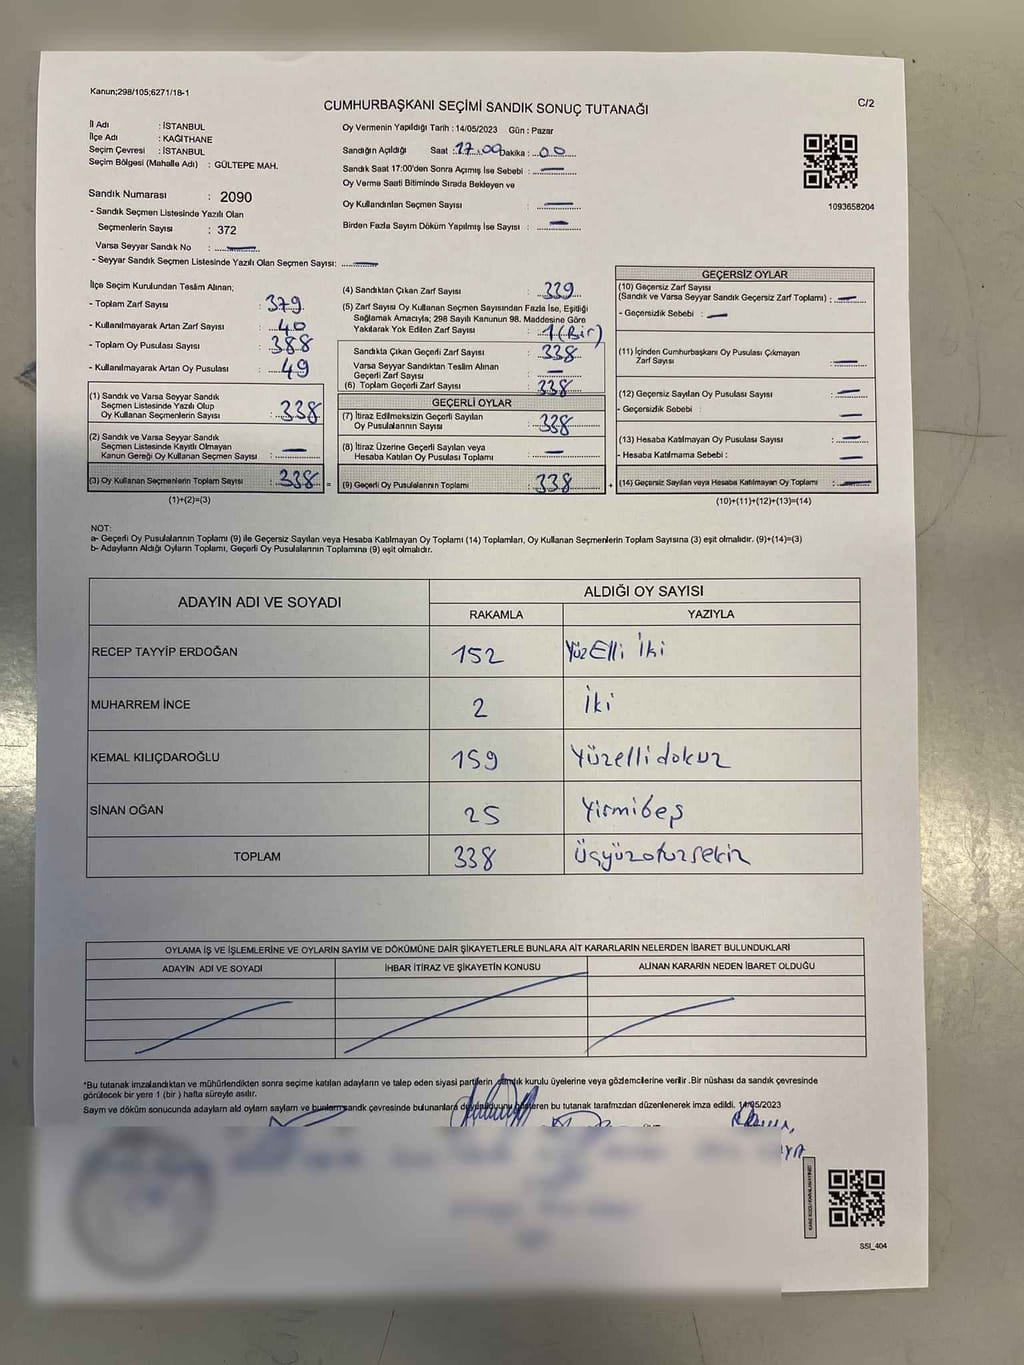 Kanun;298/105;6271/18-1
CUMHURBAŞKANI SEÇİMİ SANDIK SONUÇ TUTANAĞI
C/2
İl Adı : İSTANBUL
İlçe Adı : KAĞITHANE
Seçim Çevresi : İSTANBUL
Seçim Bölgesi (Mahalle Adı) : GÜLTEPE MAH.
Oy Vermenin Yapıldığı Tarih : 14/05/2023 Gün : Pazar
Sandığın Açıldığı Saat : 17.00 Dakika : 00
Sandık Saat 17:00'den Sonra Açımış İse Sebebi :
Oy Verme Saati Bitiminde Sırada Bekleyen ve
Oy Kullandırılan Seçmen Sayısı :
Birden Fazla Sayım Döküm Yapılmış İse Sayısı :
1093658204
Sandık Numarası : 2090
- Sandık Seçmen Listesinde Yazılı Olan
Seçmenlerin Sayısı : 372
Varsa Seyyar Sandık No :
- Seyyar Sandık Seçmen Listesinde Yazılı Olan Seçmen Sayısı:
İlçe Seçim Kurulundan Teslim Alınan;
- Toplam Zarf Sayısı : 379
- Kullanılmayarak Artan Zarf Sayısı : 40
- Toplam Oy Pusulası Sayısı : 388
- Kullanılmayarak Artan Oy Pusulası : 49
(1) Sandık ve Varsa Seyyar Sandık
Seçmen Listesinde Yazılı Olup
Oy Kullanan Seçmenlerin Sayısı : 338
(2) Sandık ve Varsa Seyyar Sandık
Seçmen Listesinde Kayıtlı Olmayan
Kanun Gereği Oy Kullanan Seçmen Sayısı :
(3) Oy Kullanan Seçmenlerin Toplam Sayısı : 338 =
(1)+(2)=(3)
(4) Sandıktan Çıkan Zarf Sayısı : 339
(5) Zarf Sayısı Oy Kullanan Seçmen Sayısından Fazla İse, Eşitliği
Sağlamak Amacıyla; 298 Sayılı Kanunun 98. Maddesine Göre
Yakılarak Yok Edilen Zarf Sayısı : 1 (Bir)
Sandıkta Çıkan Geçerli Zarf Sayısı : 338
Varsa Seyyar Sandıktan Teslim Alınan
Geçerli Zarf Sayısı :
(6) Toplam Geçerli Zarf Sayısı : 338
GEÇERLİ OYLAR
(7) İtiraz Edilmeksizin Geçerli Sayılan
Oy Pusulalarının Sayısı : 338
(8) İtiraz Üzerine Geçerli Sayılan veya
Hesaba Katılan Oy Pusulası Toplamı :
(9) Geçerli Oy Pusulalarının Toplamı : 338 +
GEÇERSİZ OYLAR
(10) Geçersiz Zarf Sayısı
(Sandık ve Varsa Seyyar Sandık Geçersiz Zarf Toplamı) :
- Geçersizlik Sebebi :
(11) İçinden Cumhurbaşkanı Oy Pusulası Çıkmayan
Zarf Sayısı :
(12) Geçersiz Sayılan Oy Pusulası Sayısı :
- Geçersizlik Sebebi :
(13) Hesaba Katılmayan Oy Pusulası Sayısı :
- Hesaba Katılmama Sebebi :
(14) Geçersiz Sayılan veya Hesaba Katılmayan Oy Toplamı :
(10)+(11)+(12)+(13)=(14)
NOT:
a- Geçerli Oy Pusulalarının Toplamı (9) ile Geçersiz Sayılan veya Hesaba Katılmayan Oy Toplamı (14) Toplamları, Oy Kullanan Seçmenlerin Toplam Sayısına (3) eşit olmalıdır. (9)+(14)=(3)
b- Adayların Aldığı Oyların Toplamı, Geçerli Oy Pusulalarının Toplamına (9) eşit olmalıdır.
ADAYIN ADI VE SOYADI
ALDIĞI OY SAYISI
RAKAMLA YAZIYLA
RECEP TAYYİP ERDOĞAN 152 Yüz Elli İki
MUHARREM İNCE 2 İki
KEMAL KILIÇDAROĞLU 159 Yüzellidokuz
SİNAN OĞAN 25 Yirmibeş
TOPLAM 338 Üçyüzotuzsekiz
OYLAMA İŞ VE İŞLEMLERİNE VE OYLARIN SAYIM VE DÖKÜMÜNE DAİR ŞİKAYETLERLE BUNLARA AİT KARARLARIN NELERDEN İBARET BULUNDUKLARI
ADAYIN ADI VE SOYADI İHBAR İTİRAZ VE ŞİKAYETİN KONUSU ALINAN KARARIN NEDEN İBARET OLDUĞU
*Bu tutanak imzalandıktan ve mühürlendikten sonra seçime katılan adayların ve talep eden siyasi partilerin sandık kurulu üyelerine veya gözlemcilerine verilir .Bir nüshası da sandık çevresinde
görülecek bir yere 1 (bir ) hafta süreyle asılır.
Sayım ve döküm sonucunda adayların aldı oyların sayların ve bunların sandık çevresinde bulunanlara gösteren bu tutanak tarafımızdan düzenlenerek imza edildi. 14/05/2023
SSİ_404